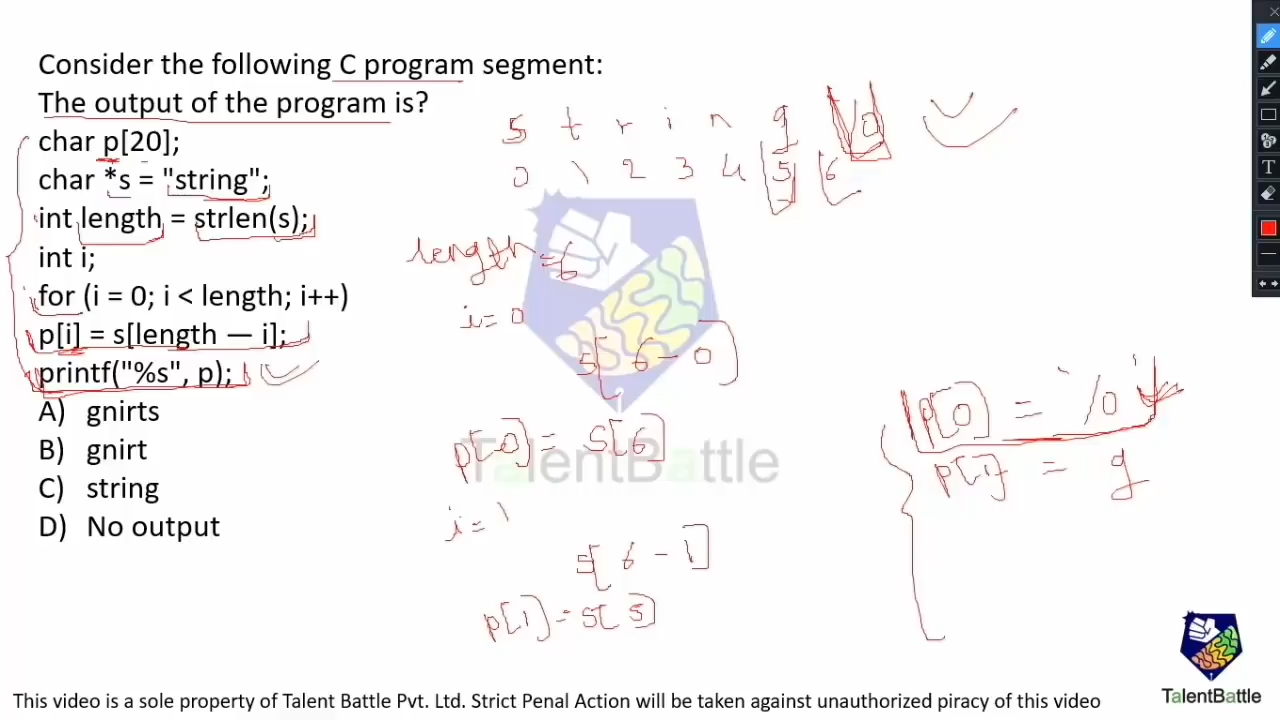 Consider the following C program segment:
The output of the program is?
char p[20];
char *s = "string";
int length = strlen(s);
int i;
for (i = 0; i < length; i++)
p[i] = s[length — i];
printf("%s", p);
A) gnirts
B) gnirt
C) string
D) No output
s t r i n g \0
0 1 2 3 4 5 6
length = 6
i = 0
s[6 - 0]
p[0] = s[6]
i = 1
s[6 - 1]
p[1] = s[5]
p[0] = '/0'
p[1] = g
TalentBattle
TalentBattle
This video is a sole property of Talent Battle Pvt. Ltd. Strict Penal Action will be taken against unauthorized piracy of this video